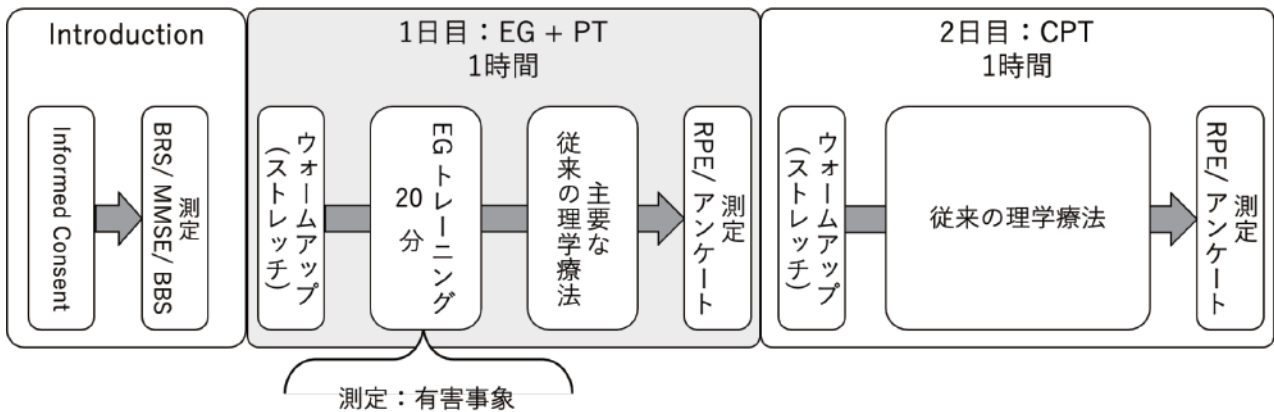 Introduction
Informed Consent
測定
BRS/ MMSE/ BBS
1日目：EG + PT
1時間
ウォームアップ
(ストレッチ)
EG トレーニング
20 分
主要な
従来の理学療法
測定
RPE/ アンケート
測定：有害事象
2日目：CPT
1時間
ウォームアップ
(ストレッチ)
従来の理学療法
測定
RPE/ アンケート